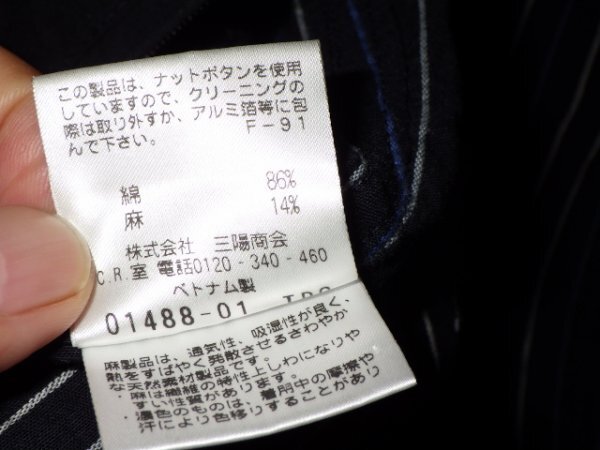 この製品は、ナットボタンを使用
していますので、クリーニングの
際は取り外すか、アルミ箔等に包
んで下さい。 F-91
綿 86%
麻 14%
株式会社 三陽商会
C.R.室 電話0120-340-460
ベトナム製
01488-01
麻製品は、通気性、吸湿性が良く、
熱をすばやく発散させるさわやか
な天然素材製品です。
・麻は繊維の特性上しわになりや
すい性質があります。
・濃色のものは、着用中の摩擦や
汗により色移りすることがあり